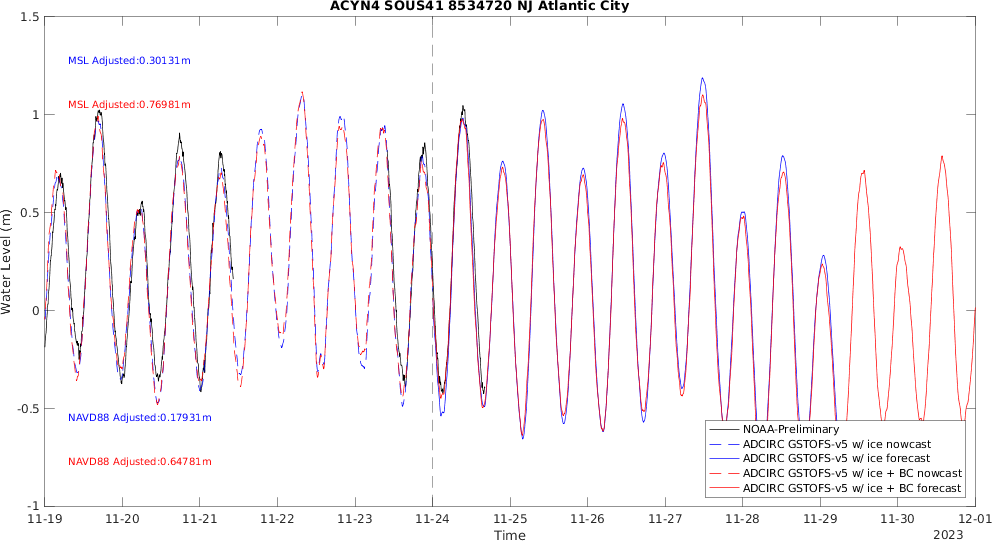 ACYN4 SOUS41 8534720 NJ Atlantic City
1.5
1
0.5
0
-0.5
-1
Water Level (m)
MSL Adjusted:0.30131m
MSL Adjusted:0.76981m
NAVD88 Adjusted:0.17931m
NAVD88 Adjusted:0.64781m
NOAA-Preliminary
ADCIRC GSTOFS-v5 w/ ice nowcast
ADCIRC GSTOFS-v5 w/ ice forecast
ADCIRC GSTOFS-v5 w/ ice + BC nowcast
ADCIRC GSTOFS-v5 w/ ice + BC forecast
11-19 11-20 11-21 11-22 11-23 11-24 11-25 11-26 11-27 11-28 11-29 11-30 12-01
Time
2023